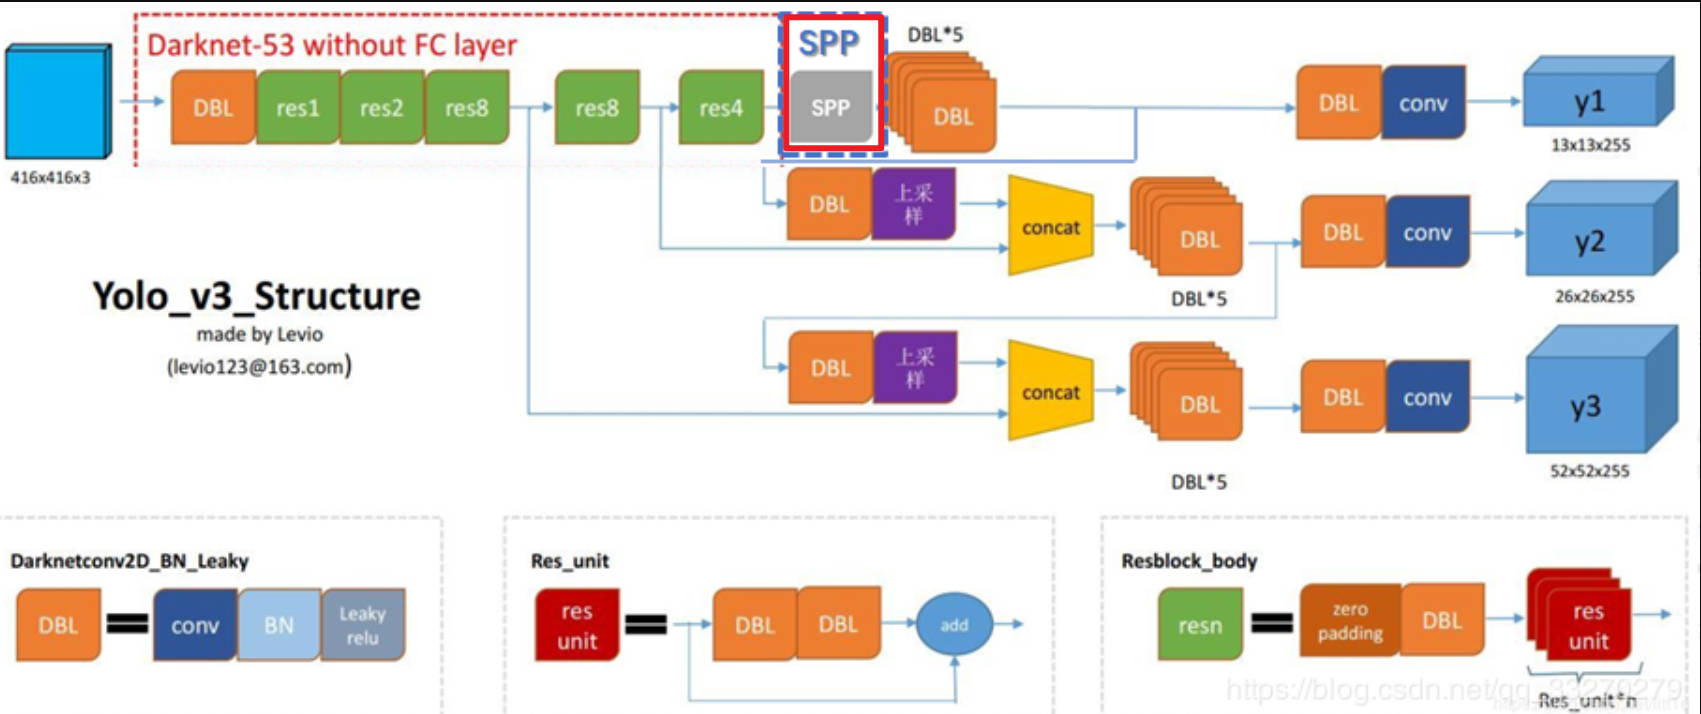 Darknet-53 without FC layer
SPP
DBL*5
DBL
res1
res2
res8
res8
res4
SPP
DBL
DBL
conv
y1
416x416x3
13x13x255
DBL
上采
样
concat
DBL
DBL
conv
y2
DBL*5
26x26x255
Yolo_v3_Structure
made by Levio
(levio123@163.com)
DBL
上采
样
concat
DBL
DBL
conv
y3
DBL*5
52x52x255
Darknetconv2D_BN_Leaky
DBL
conv
BN
Leaky
relu
Res_unit
res
unit
DBL
DBL
add
Resblock_body
resn
zero
padding
DBL
res
unit
Res_unit*n
https://blog.csdn.net/qq_33270279